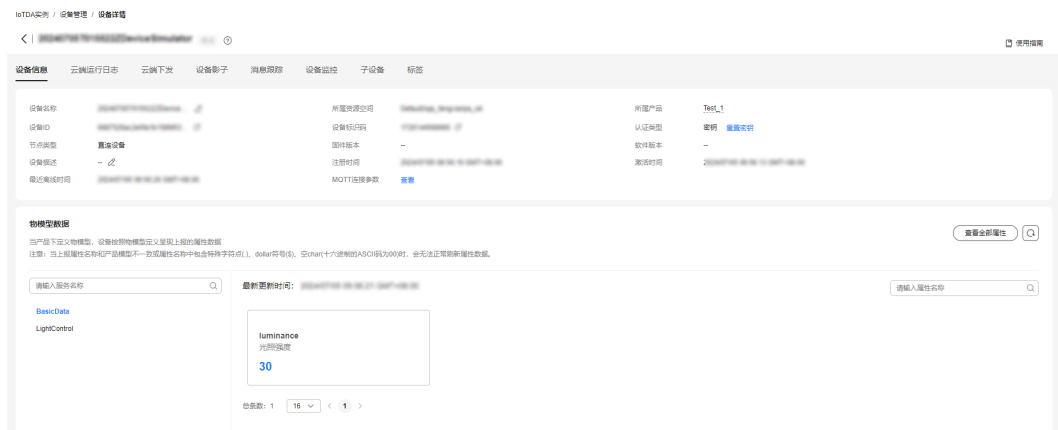 IoTDA实例 / 设备管理 / 设备详情
使用指南
设备信息 云端运行日志 云端下发 设备影子 消息跟踪 设备监控 子设备 标签
设备名称 所属资源空间 所属产品 Test_1
设备ID 设备标识码 认证类型 密钥 重置密钥
节点类型 直连设备 固件版本 -- 软件版本 --
设备描述 -- 注册时间 激活时间
最近离线时间 MQTT连接参数 查看
物模型数据
当产品下定义物模型，设备按照物模型定义呈现上报的属性数据
注意：当上报属性名称和产品模型不一致或属性名称中包含特殊字符点(.)、dollar符号($)、空char(十六进制的ASCII码为00)时，会无法正常刷新属性数据。
查看全部属性
请输入服务名称 最新更新时间： 请输入属性名称
BasicData
LightControl
luminance
光照强度
30
总条数：1 16 1